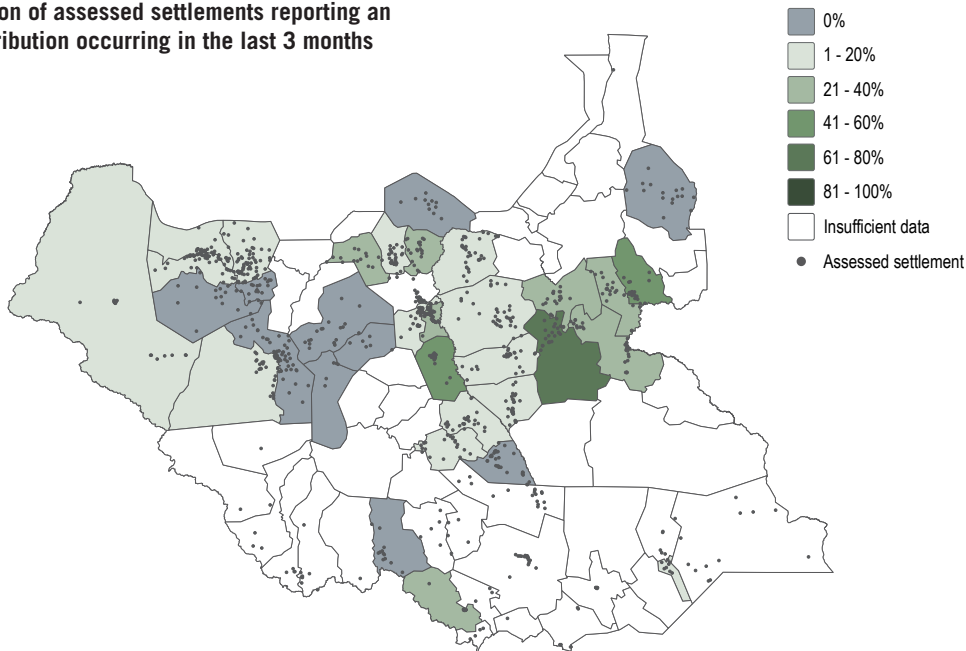 on of assessed settlements reporting an
ribution occurring in the last 3 months
0%
1 - 20%
21 - 40%
41 - 60%
61 - 80%
81 - 100%
Insufficient data
Assessed settlement